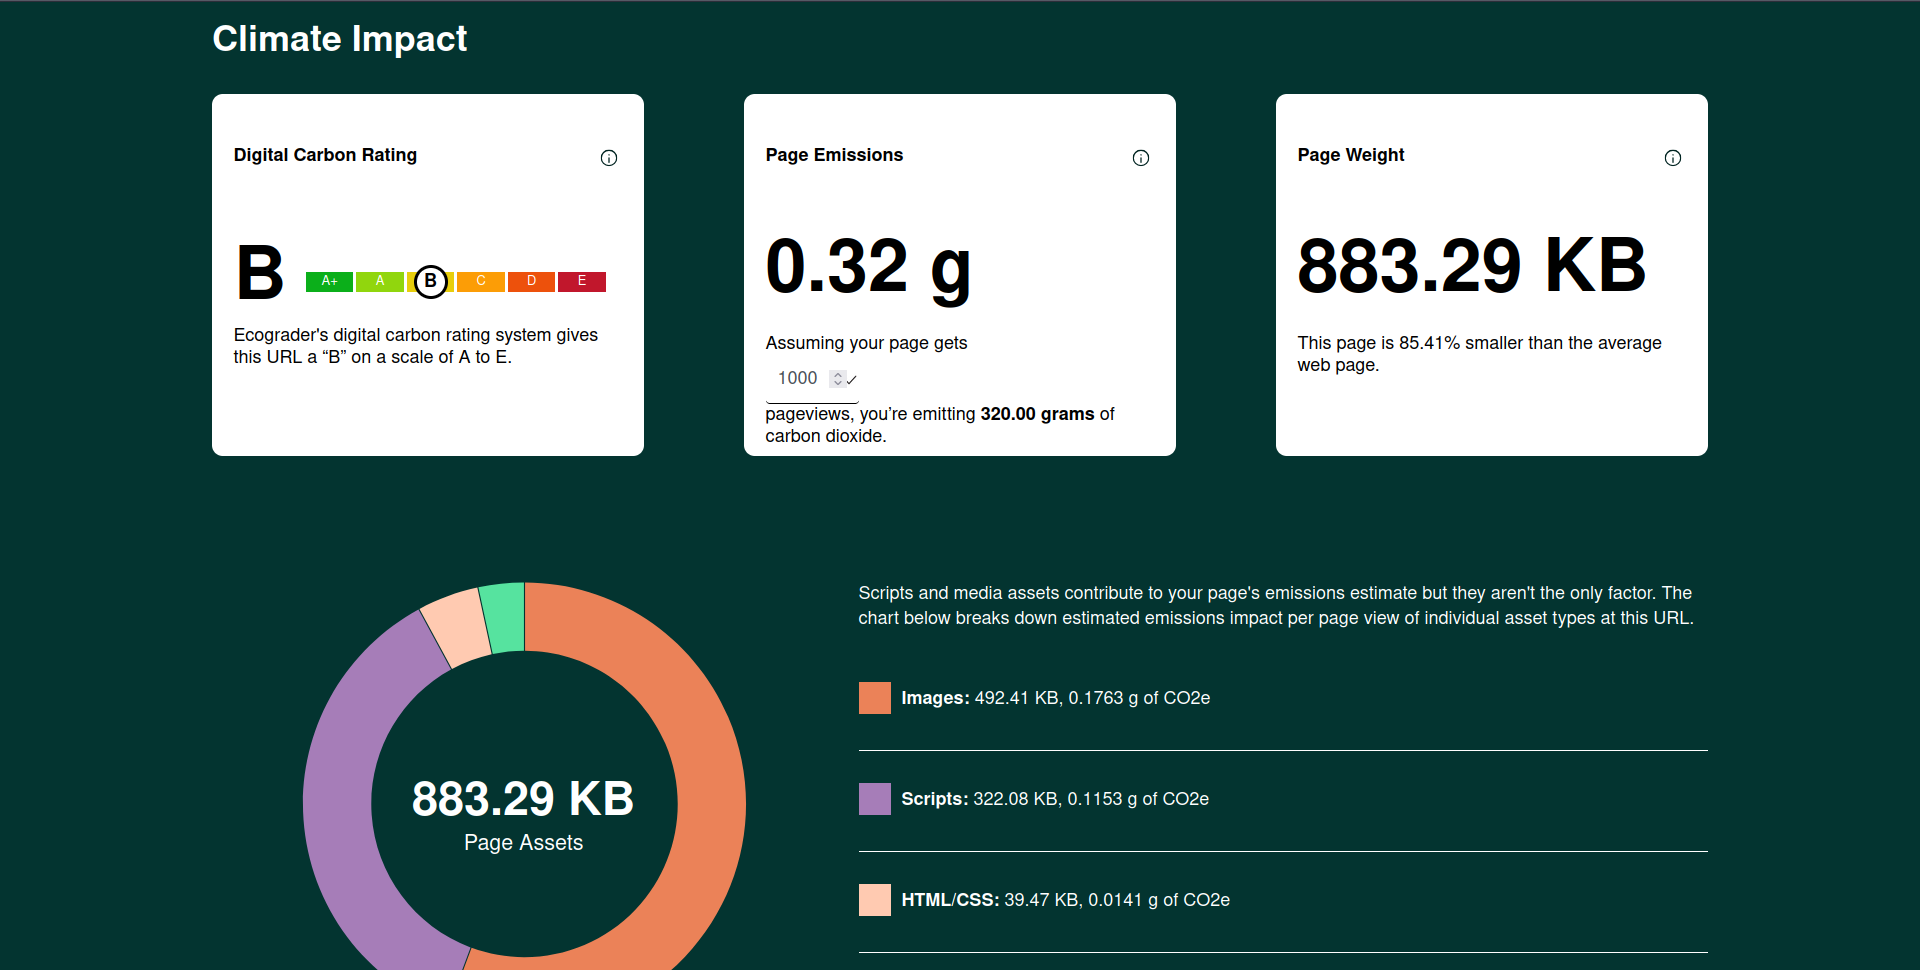 Climate Impact
Digital Carbon Rating
B
A+ A B C D E
Ecograder's digital carbon rating system gives
this URL a “B” on a scale of A to E.
Page Emissions
0.32 g
Assuming your page gets
1000
pageviews, you’re emitting 320.00 grams of
carbon dioxide.
Page Weight
883.29 KB
This page is 85.41% smaller than the average
web page.
883.29 KB
Page Assets
Scripts and media assets contribute to your page's emissions estimate but they aren't the only factor. The
chart below breaks down estimated emissions impact per page view of individual asset types at this URL.
Images: 492.41 KB, 0.1763 g of CO2e
Scripts: 322.08 KB, 0.1153 g of CO2e
HTML/CSS: 39.47 KB, 0.0141 g of CO2e